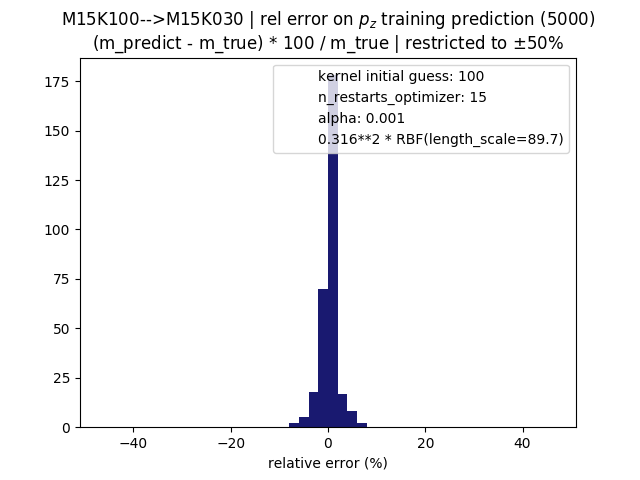 M15K100-->M15K030 | rel error on p_z training prediction (5000)
(m_predict - m_true) * 100 / m_true | restricted to ±50%
kernel initial guess: 100
n_restarts_optimizer: 15
alpha: 0.001
0.316**2 * RBF(length_scale=89.7)
175
150
125
100
75
50
25
0
−40
−20
0
20
40
relative error (%)